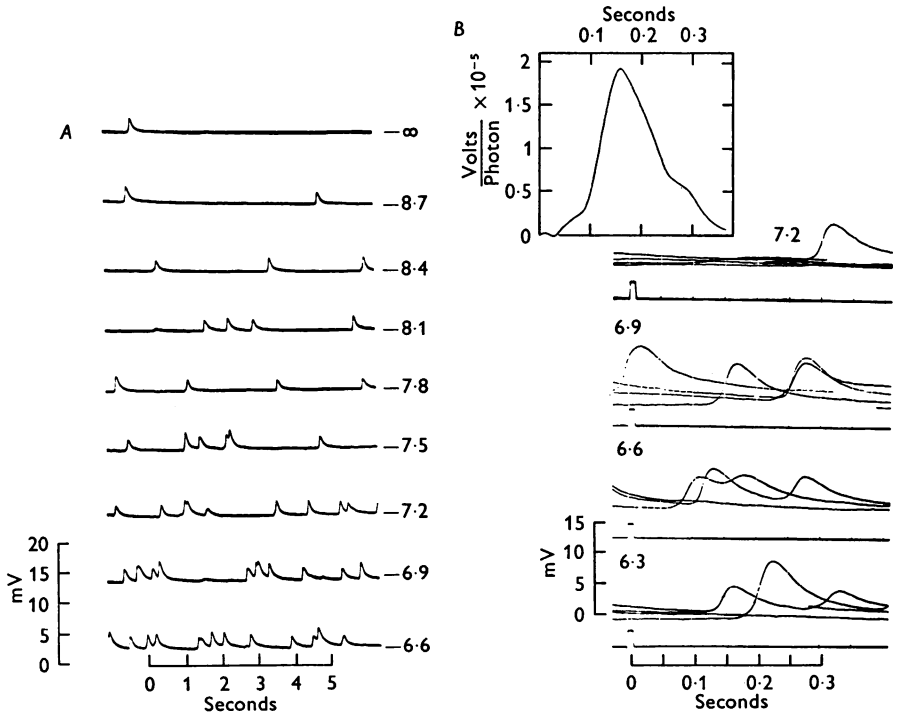 A
—∞
—8·7
—8·4
—8·1
—7·8
—7·5
—7·2
—6·9
—6·6
20
15
10
5
0
mV
0 1 2 3 4 5
Seconds
B
Seconds
0·1 0·2 0·3
2
1·5
1
0·5
0
Volts
Photon
×10⁻⁵
7·2
6·9
6·6
6·3
15
10
5
0
mV
0 0·1 0·2 0·3
Seconds